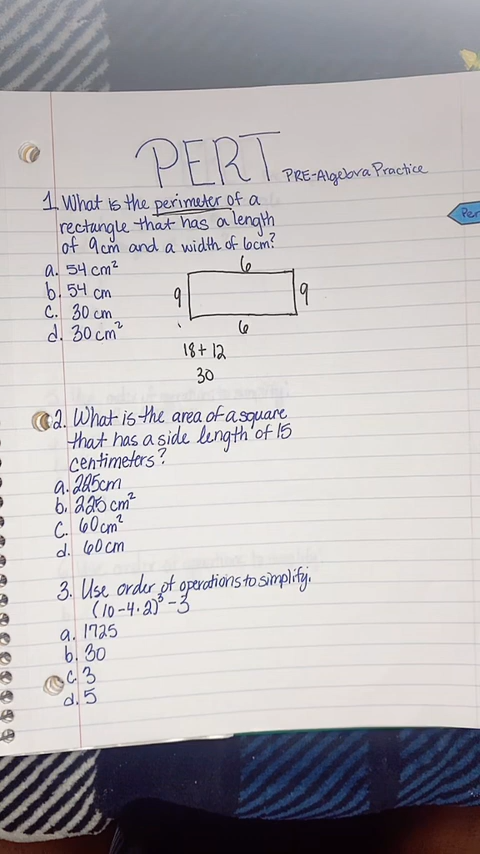 PERT
PRE-Algebra Practice
1. What is the perimeter of a
rectangle that has a length
of 9cm and a width of 6cm?
a. 54 cm²
b. 54 cm
c. 30 cm
d. 30 cm²
6
9
9
6
18 + 12
30
2. What is the area of a square
that has a side length of 15
centimeters?
a. 225cm
b. 225 cm²
c. 60 cm²
d. 60 cm
3. Use order of operations to simplify.
(10-4·2)³-3
a. 1725
b. 30
c. 3
d. 5
Per